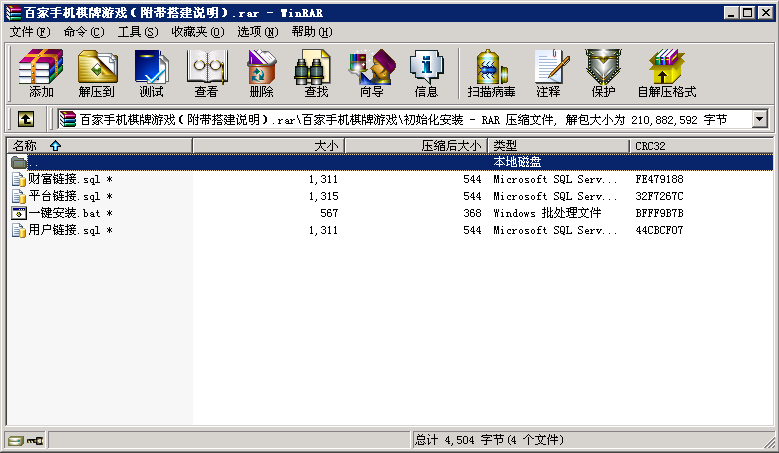 百家手机棋牌游戏(附带搭建说明).rar - WinRAR
文件(F) 命令(C) 工具(S) 收藏夹(O) 选项(N) 帮助(H)
添加 解压到 测试 查看 删除 查找 向导 信息 扫描病毒 注释 保护 自解压格式
百家手机棋牌游戏(附带搭建说明).rar\百家手机棋牌游戏\初始化安装 - RAR 压缩文件, 解包大小为 210,882,592 字节
名称 大小 压缩后大小 类型 CRC32
.. 本地磁盘
财富链接.sql * 1,311 544 Microsoft SQL Serv... FE479188
平台链接.sql * 1,315 544 Microsoft SQL Serv... 32F7267C
一键安装.bat * 567 368 Windows 批处理文件 BFFF9B7B
用户链接.sql * 1,311 544 Microsoft SQL Serv... 44CBCF07
总计 4,504 字节(4 个文件)